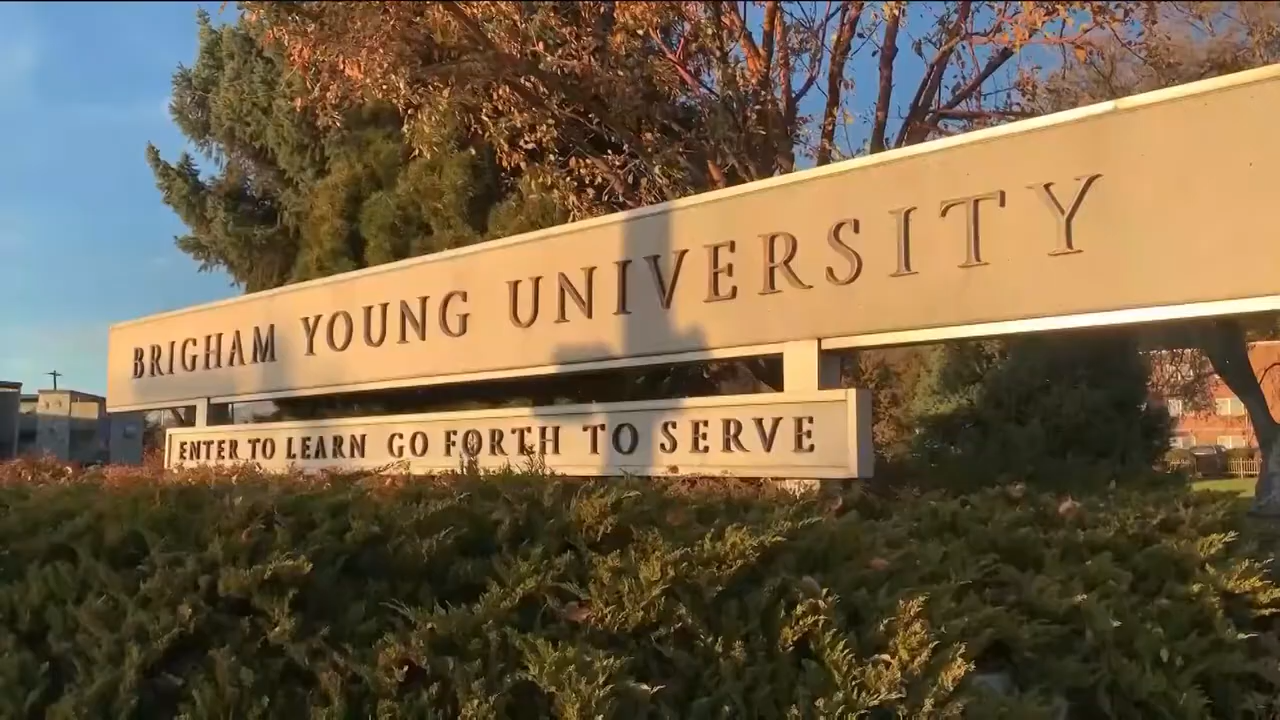 BRIGHAM YOUNG UNIVERSITY
ENTER TO LEARN GO FORTH TO SERVE